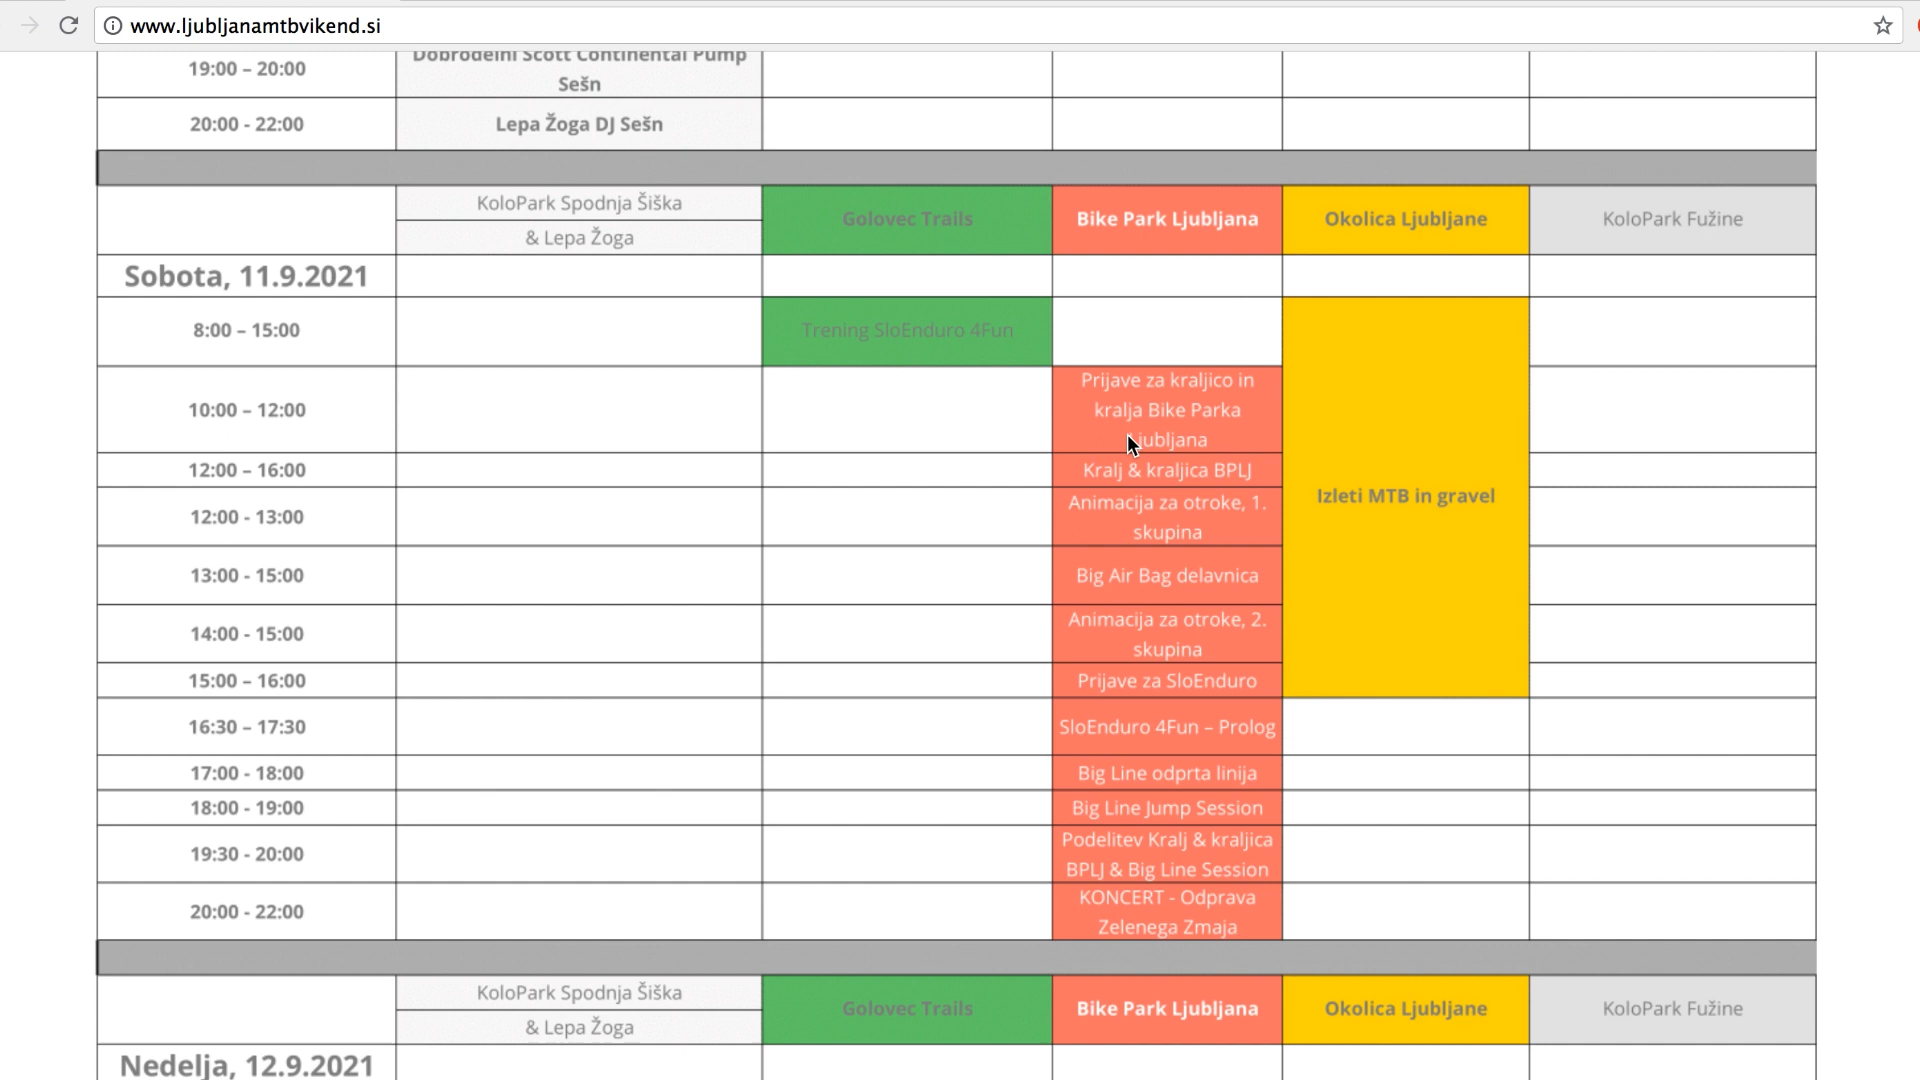 www.ljubljanamtbvikend.si
19:00 – 20:00
Dobrodelni Scott Continental Pump
Sešn
20:00 - 22:00
Lepa Žoga DJ Sešn
KoloPark Spodnja Šiška
& Lepa Žoga
Golovec Trails
Bike Park Ljubljana
Okolica Ljubljane
KoloPark Fužine
Sobota, 11.9.2021
8:00 – 15:00
Trening SloEnduro 4Fun
10:00 – 12:00
Prijave za kraljico in
kralja Bike Parka
Ljubljana
Izleti MTB in gravel
12:00 – 16:00
Kralj & kraljica BPLJ
12:00 - 13:00
Animacija za otroke, 1.
skupina
13:00 - 15:00
Big Air Bag delavnica
14:00 - 15:00
Animacija za otroke, 2.
skupina
15:00 – 16:00
Prijave za SloEnduro
16:30 – 17:30
SloEnduro 4Fun – Prolog
17:00 - 18:00
Big Line odprta linija
18:00 - 19:00
Big Line Jump Session
19:30 - 20:00
Podelitev Kralj & kraljica
BPLJ & Big Line Session
20:00 - 22:00
KONCERT - Odprava
Zelenega Zmaja
KoloPark Spodnja Šiška
& Lepa Žoga
Golovec Trails
Bike Park Ljubljana
Okolica Ljubljane
KoloPark Fužine
Nedelja, 12.9.2021